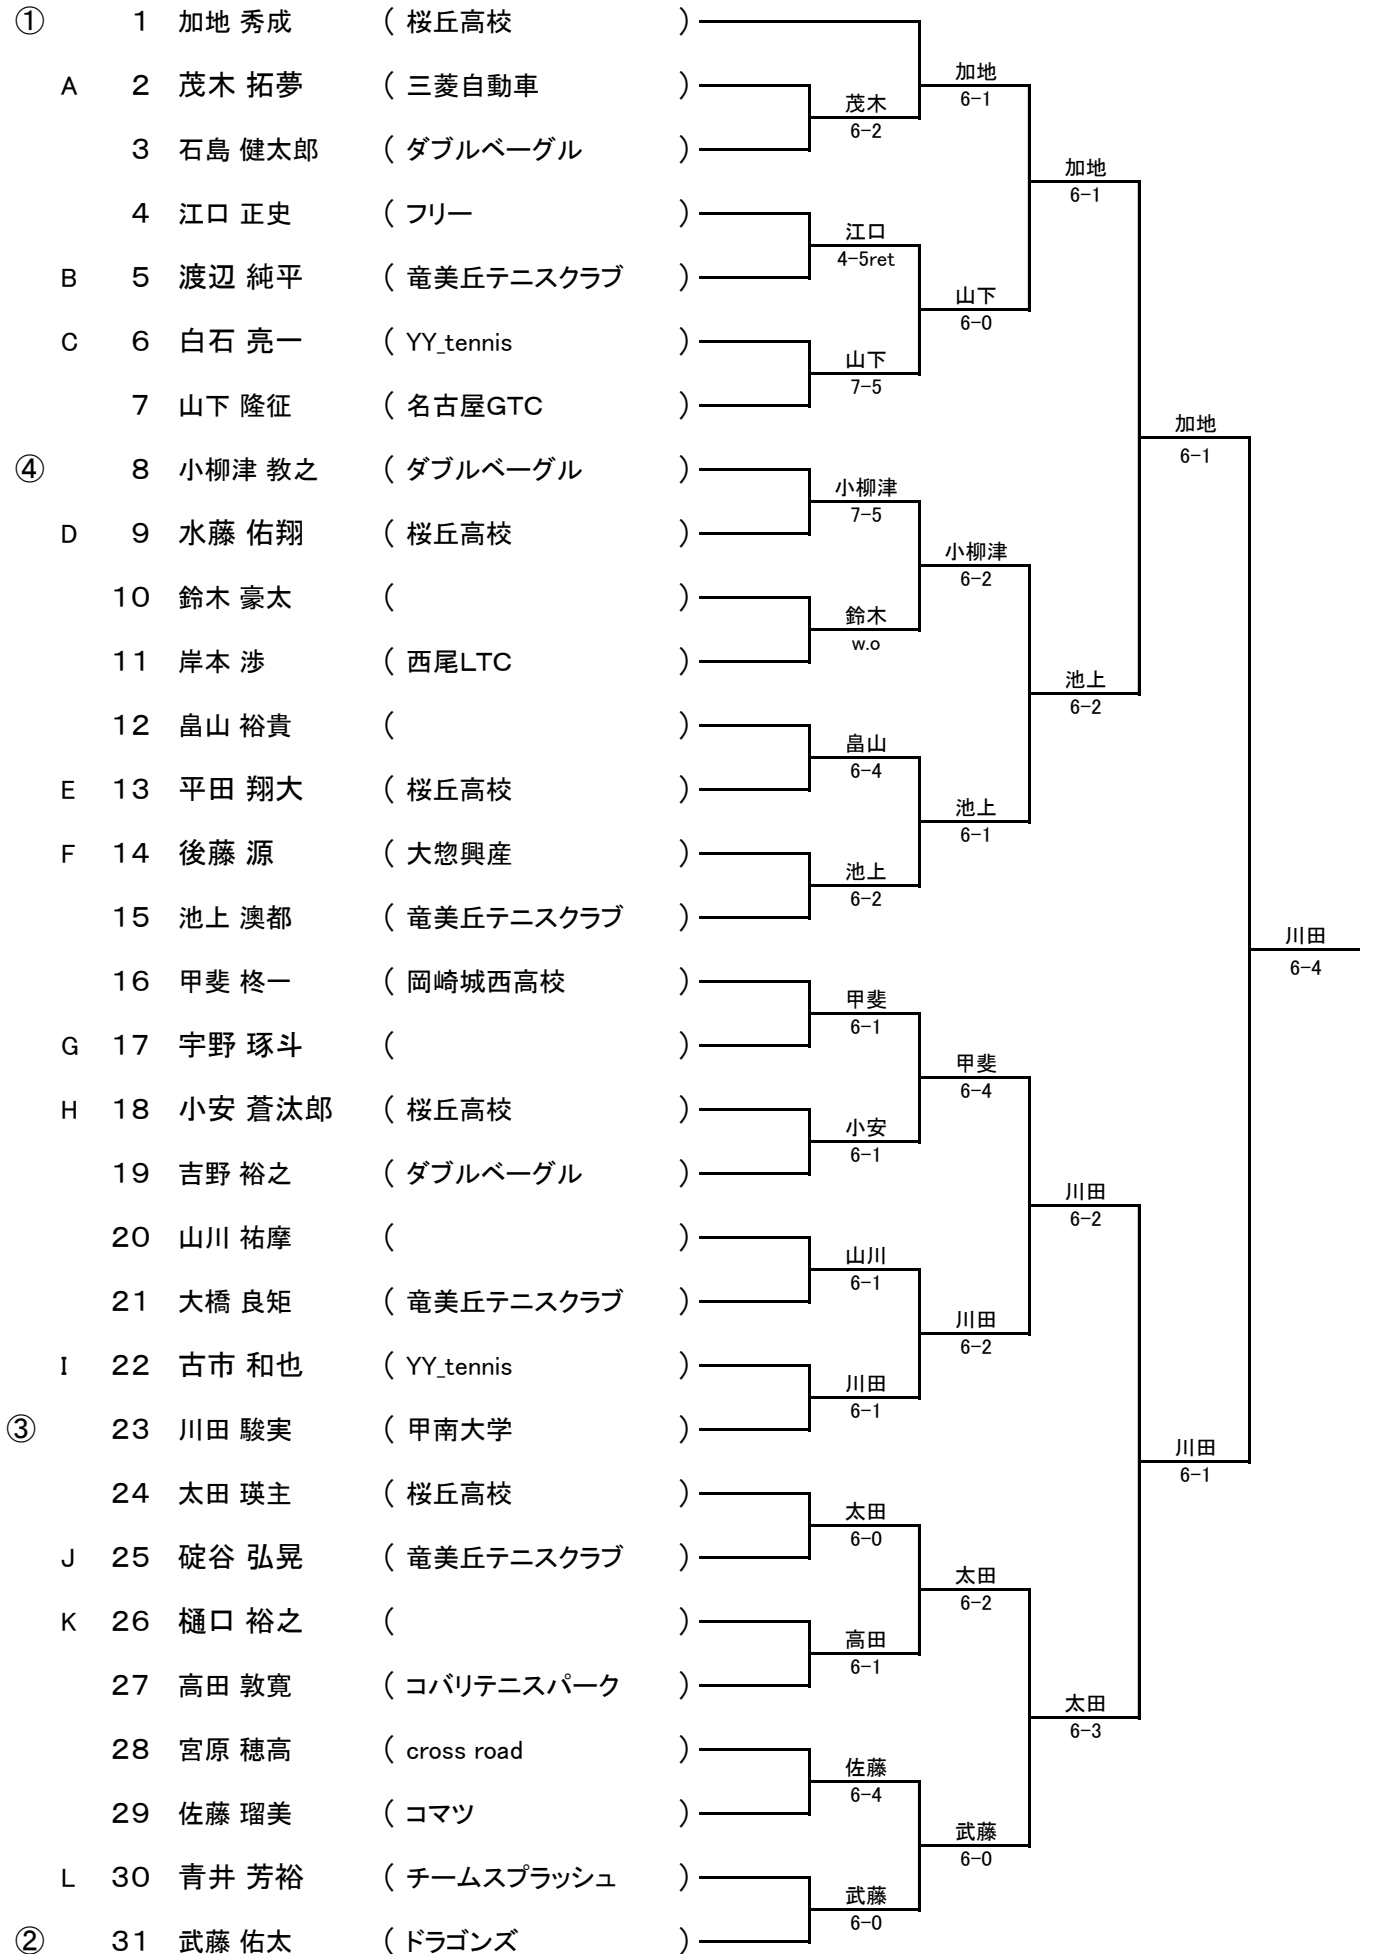 ① 1 加地 秀成 ( 桜丘高校 )
加地
A 2 茂木 拓夢 ( 三菱自動車 ) 6-1
茂木
6-2
3 石島 健太郎 ( ダブルベーグル )
加地
6-1
4 江口 正史 ( フリー )
江口
4-5ret
B 5 渡辺 純平 ( 竜美丘テニスクラブ )
山下
6-0
C 6 白石 亮一 ( YY_tennis )
山下
7-5
7 山下 隆征 ( 名古屋GTC )
加地
6-1
④ 8 小柳津 教之 ( ダブルベーグル )
小柳津
7-5
D 9 水藤 佑翔 ( 桜丘高校 )
小柳津
6-2
10 鈴木 豪太 ( )
鈴木
w.o
11 岸本 渉 ( 西尾LTC )
池上
6-2
12 畠山 裕貴 ( )
畠山
6-4
E 13 平田 翔大 ( 桜丘高校 )
池上
6-1
F 14 後藤 源 ( 大惣興産 )
池上
6-2
15 池上 澳都 ( 竜美丘テニスクラブ )
川田
6-4
16 甲斐 柊一 ( 岡崎城西高校 )
甲斐
6-1
G 17 宇野 琢斗 ( )
甲斐
6-4
H 18 小安 蒼汰郎 ( 桜丘高校 )
小安
6-1
19 吉野 裕之 ( ダブルベーグル )
川田
6-2
20 山川 祐摩 ( )
山川
6-1
21 大橋 良矩 ( 竜美丘テニスクラブ )
川田
6-2
I 22 古市 和也 ( YY_tennis )
川田
6-1
③ 23 川田 駿実 ( 甲南大学 )
川田
6-1
24 太田 瑛主 ( 桜丘高校 )
太田
6-0
J 25 碇谷 弘晃 ( 竜美丘テニスクラブ )
太田
6-2
K 26 樋口 裕之 ( )
高田
6-1
27 高田 敦寛 ( コバリテニスパーク )
太田
6-3
28 宮原 穂高 ( cross road )
佐藤
6-4
29 佐藤 瑠美 ( コマツ )
武藤
6-0
L 30 青井 芳裕 ( チームスプラッシュ )
武藤
6-0
② 31 武藤 佑太 ( ドラゴンズ )